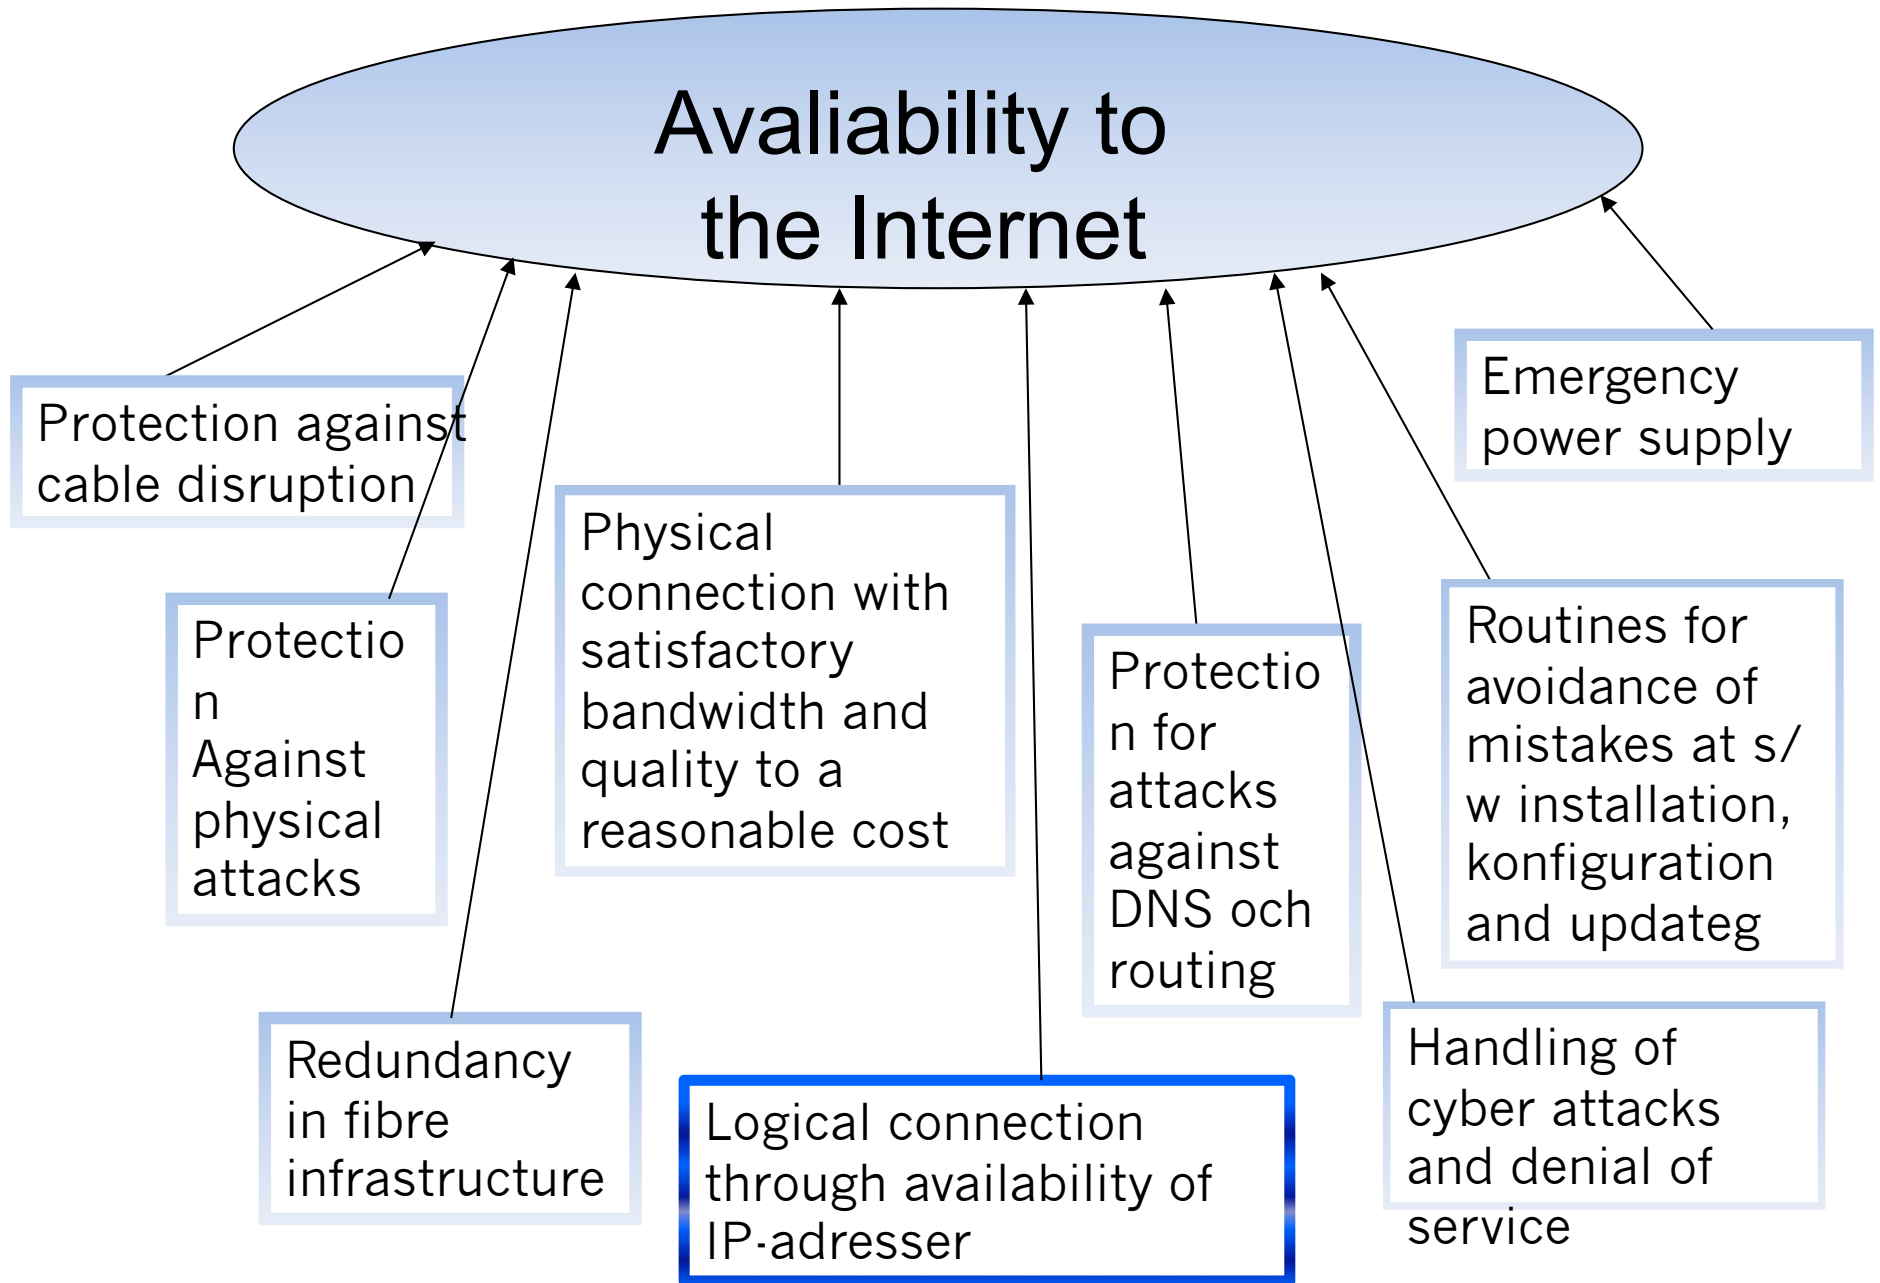 Avaliability to
the Internet
Protection against
cable disruption
Emergency
power supply
Protectio
n
Against
physical
attacks
Physical
connection with
satisfactory
bandwidth and
quality to a
reasonable cost
Protectio
n for
attacks
against
DNS och
routing
Routines for
avoidance of
mistakes at s/
w installation,
konfiguration
and updateg
Redundancy
in fibre
infrastructure
Logical connection
through availability of
IP-adresser
Handling of
cyber attacks
and denial of
service